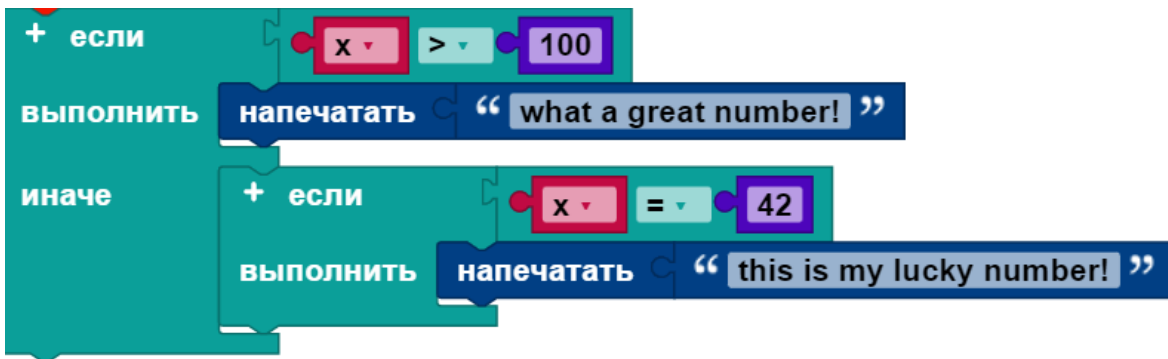 + если x > 100
выполнить напечатать “ what a great number! ”
иначе + если x = 42
выполнить напечатать “ this is my lucky number! ”